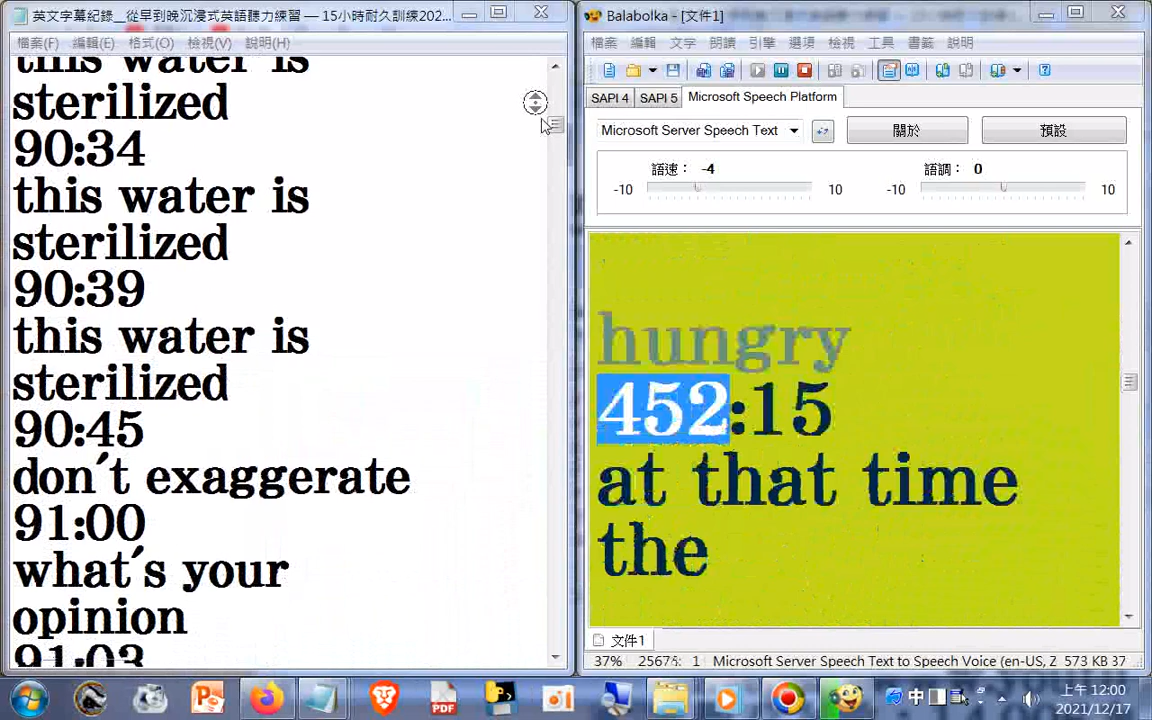 英文字幕紀錄__從早到晚沉浸式英語聽力練習 — 15小時耐久訓練202...
檔案(F) 編輯(E) 格式(O) 檢視(V) 說明(H)
this water is
sterilized
90:34
this water is
sterilized
90:39
this water is
sterilized
90:45
don't exaggerate
91:00
what's your
opinion
91:03
Balabolka - [文件1]
檔案 編輯 文字 朗讀 引擎 選項 檢視 工具 書籤 說明
SAPI 4 SAPI 5 Microsoft Speech Platform
Microsoft Server Speech Text 關於 預設
語速： -4 語調： 0
-10 10 -10 10
hungry
452:15
at that time
the
文件1
37% 25675: 1 Microsoft Server Speech Text to Speech Voice (en-US, Z 573 KB 37
中 上午 12:00
2021/12/17